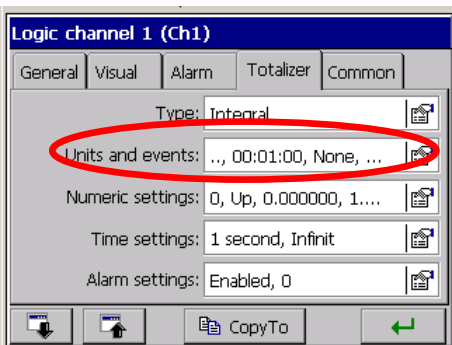 Logic channel 1 (Ch1)
General Visual Alarm Totalizer Common
Type: Integral
Units and events: .., 00:01:00, None, ...
Numeric settings: 0, Up, 0.000000, 1....
Time settings: 1 second, Infinit
Alarm settings: Enabled, 0
CopyTo